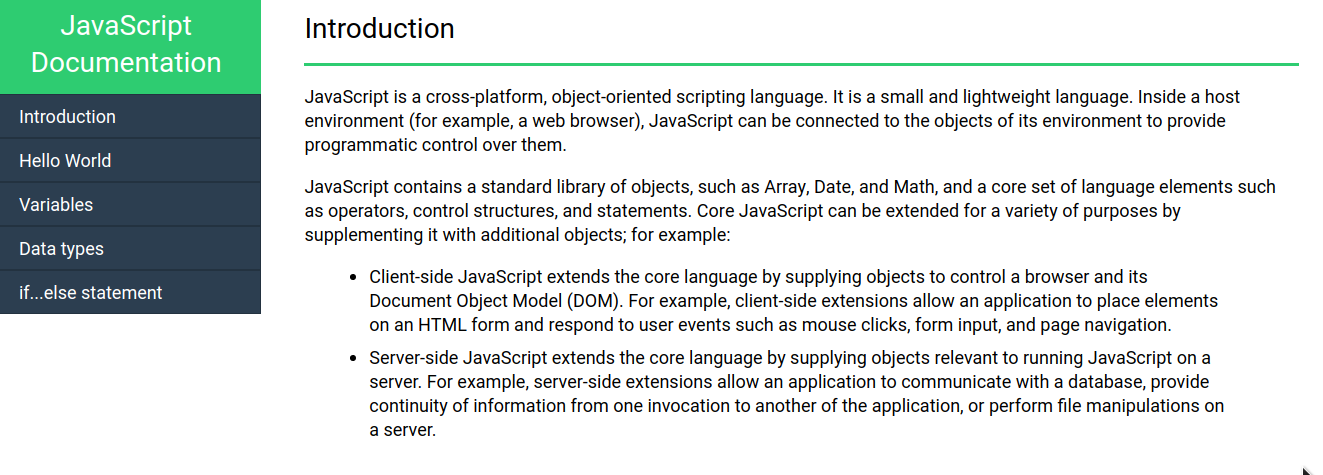 JavaScript
Documentation
Introduction
Hello World
Variables
Data types
if...else statement
Introduction
JavaScript is a cross-platform, object-oriented scripting language. It is a small and lightweight language. Inside a host
environment (for example, a web browser), JavaScript can be connected to the objects of its environment to provide
programmatic control over them.
JavaScript contains a standard library of objects, such as Array, Date, and Math, and a core set of language elements such
as operators, control structures, and statements. Core JavaScript can be extended for a variety of purposes by
supplementing it with additional objects; for example:
• Client-side JavaScript extends the core language by supplying objects to control a browser and its
Document Object Model (DOM). For example, client-side extensions allow an application to place elements
on an HTML form and respond to user events such as mouse clicks, form input, and page navigation.
• Server-side JavaScript extends the core language by supplying objects relevant to running JavaScript on a
server. For example, server-side extensions allow an application to communicate with a database, provide
continuity of information from one invocation to another of the application, or perform file manipulations on
a server.